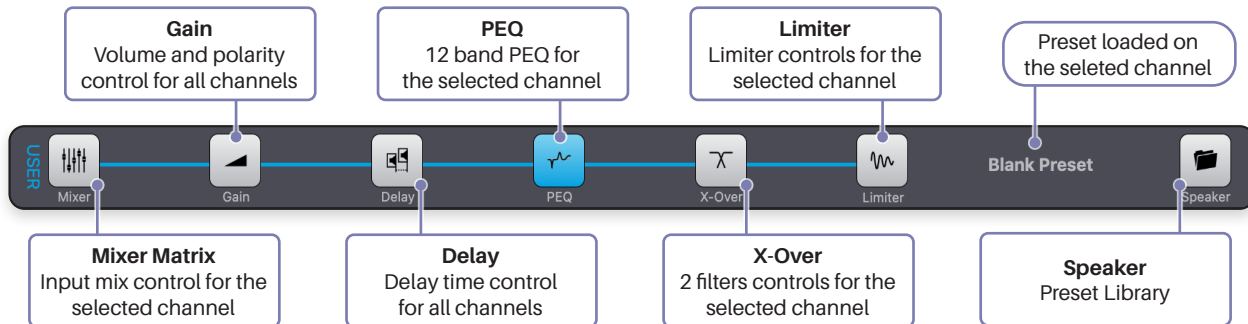 Gain
Volume and polarity
control for all channels
PEQ
12 band PEQ for
the selected channel
Limiter
Limiter controls for the
selected channel
Preset loaded on
the seleted channel
USER
Mixer
Gain
Delay
PEQ
X-Over
Limiter
Blank Preset
Speaker
Mixer Matrix
Input mix control for the
selected channel
Delay
Delay time control
for all channels
X-Over
2 filters controls for the
selected channel
Speaker
Preset Library